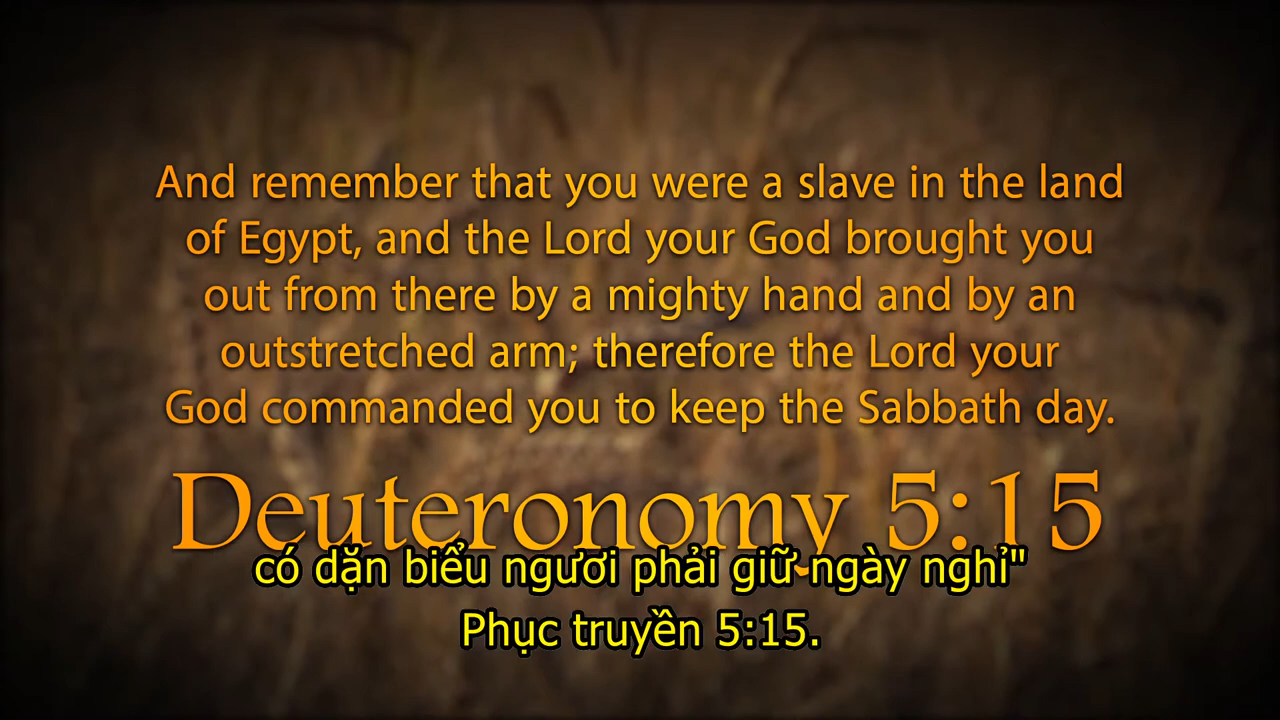 And remember that you were a slave in the land
of Egypt, and the Lord your God brought you
out from there by a mighty hand and by an
outstretched arm; therefore the Lord your
God commanded you to keep the Sabbath day.
Deuteronomy 5:15
có dặn biểu ngươi phải giữ ngày nghỉ"
Phục truyền 5:15.